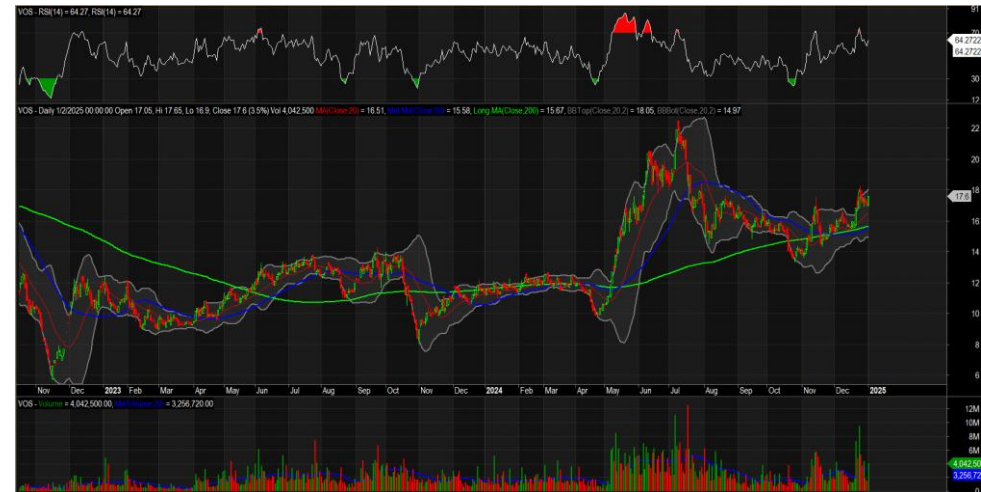 VOS - RSI(14) = 64.27, RSI(14) = 64.27
91
70
64.2722
64.2722
30
12
VOS - Daily 1/2/2025 00:00:00 Open 17.05, Hi 17.65, Lo 16.9, Close 17.6 (3.5%) Vol 4,042,500 MA(Close,20) = 16.51, = 15.58, Long MA(Close,200) = 15.67, BBTop(Close,20,2) = 18.05, BBBot(Close,20,2) = 14.97
22
20
18
17.6
16
14
12
10
8
6
Nov Dec 2023 Feb Mar Apr May Jun Jul Aug Sep Oct Nov Dec 2024 Feb Mar Apr May Jun Jul Aug Sep Oct Nov Dec 2025
VOS - Volume = 4,042,500.00, = 3,256,720.00
12M
10M
8M
6M
4,042,50
3,256,72
0